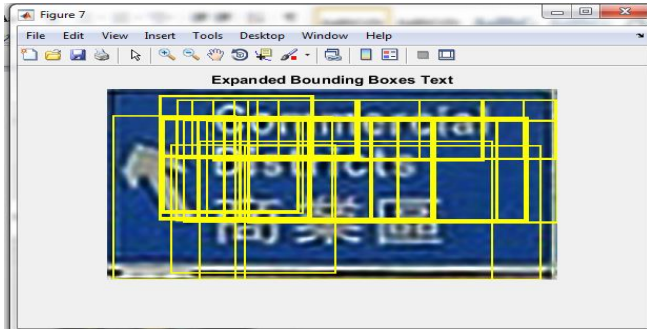 Figure 7
File Edit View Insert Tools Desktop Window Help
Expanded Bounding Boxes Text
Commercial
Districts
商業區